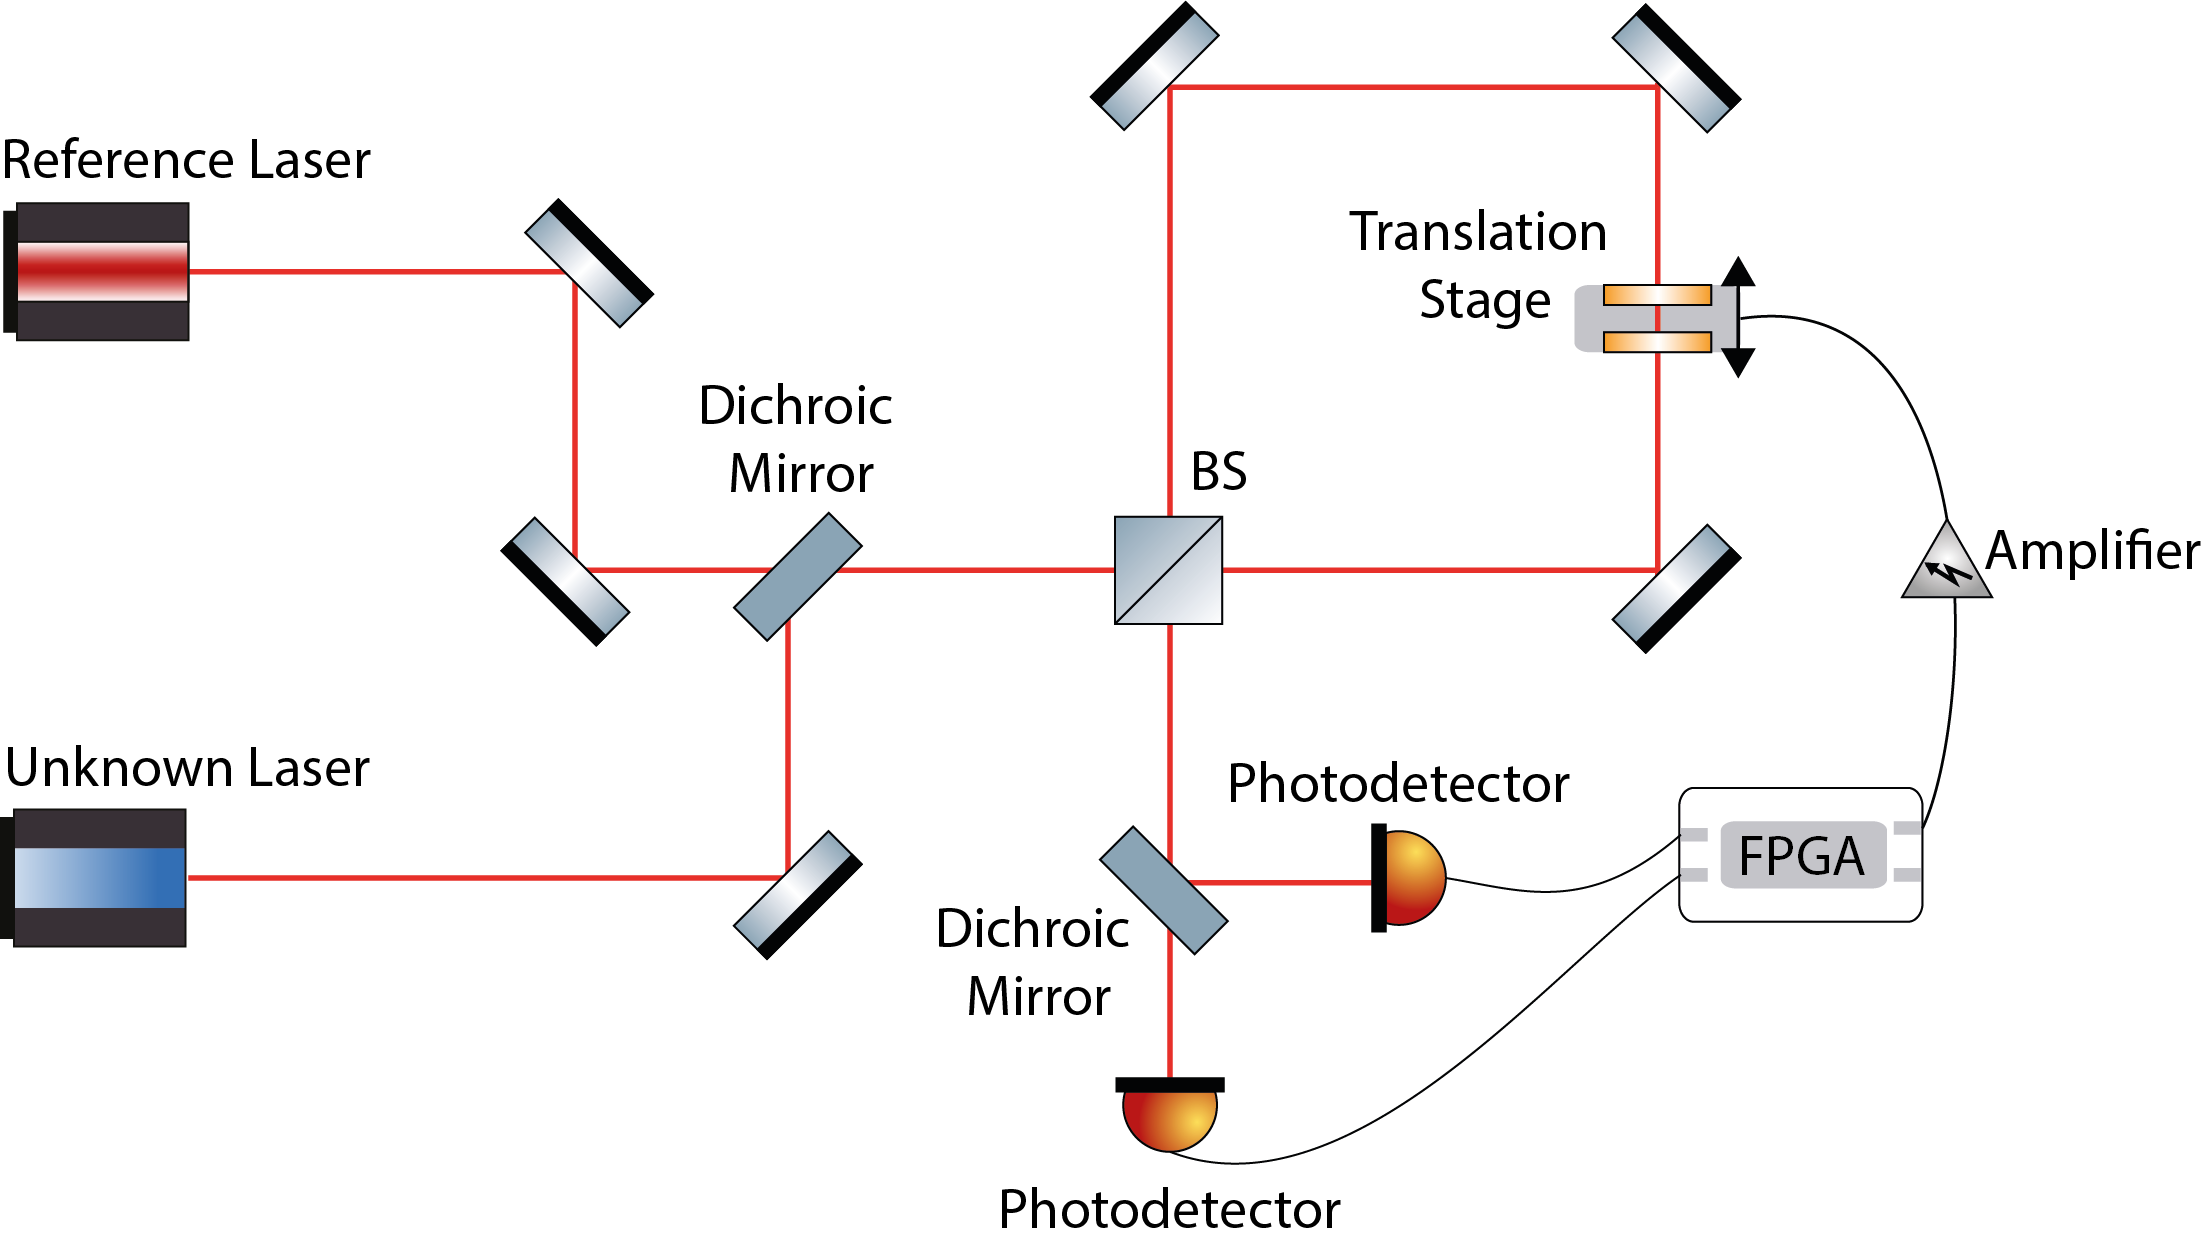 Reference Laser
Translation
Stage
Dichroic
Mirror
BS
Amplifier
Unknown Laser
Photodetector
FPGA
Dichroic
Mirror
Photodetector